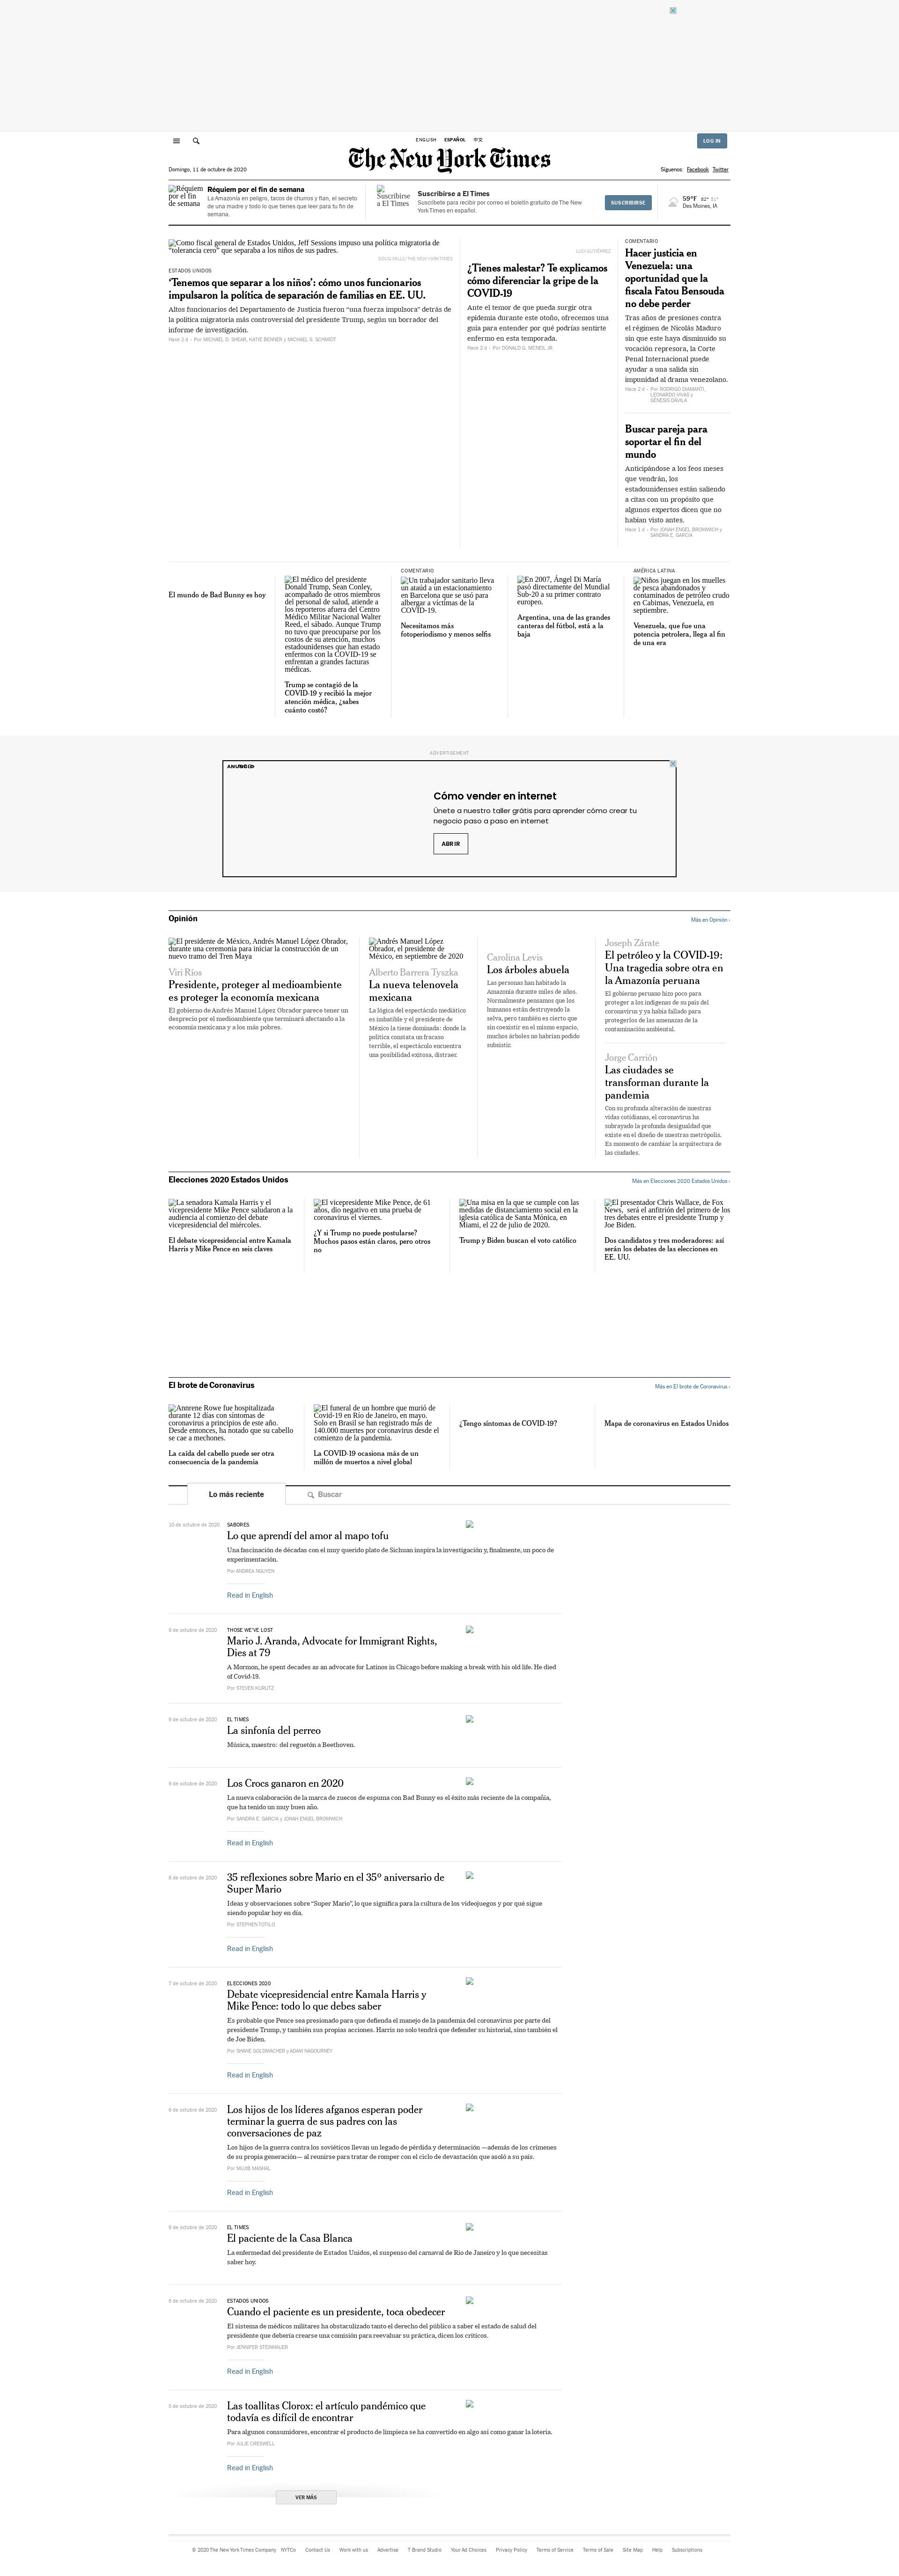 ENGLISH ESPAÑOL 中文
LOG IN
The New York Times
Domingo, 11 de octubre de 2020
Síguenos: Facebook Twitter
Réquiem por el fin de semana
Réquiem por el fin de semana
La Amazonía en peligro, tacos de churros y flan, el secreto
de una madre y todo lo que tienes que leer para tu fin de
semana.
Suscribirse a El Times
Suscribirse a El Times
Suscríbete para recibir por correo el boletín gratuito de The New
York Times en español.
SUSCRIBIRSE
59°F 82° 51°
Des Moines, IA
Como fiscal general de Estados Unidos, Jeff Sessions impuso una política migratoria de
"tolerancia cero" que separaba a los niños de sus padres.
DOUG MILLS/THE NEW YORK TIMES
ESTADOS UNIDOS
‘Tenemos que separar a los niños’: cómo unos funcionarios
impulsaron la política de separación de familias en EE. UU.
Altos funcionarios del Departamento de Justicia fueron “una fuerza impulsora” detrás de
la política migratoria más controversial del presidente Trump, según un borrador del
informe de investigación.
Hace 2 d - Por MICHAEL D. SHEAR, KATIE BENNER y MICHAEL S. SCHMIDT
LUCY GUTIÉRREZ
¿Tienes malestar? Te explicamos
cómo diferenciar la gripe de la
COVID-19
Ante el temor de que pueda surgir otra
epidemia durante este otoño, ofrecemos una
guía para entender por qué podrías sentirte
enfermo en esta temporada.
Hace 2 d - Por DONALD G. MCNEIL JR.
COMENTARIO
Hacer justicia en
Venezuela: una
oportunidad que la
fiscala Fatou Bensouda
no debe perder
Tras años de presiones contra
el régimen de Nicolás Maduro
sin que este haya disminuido su
vocación represora, la Corte
Penal Internacional puede
ayudar a una salida sin
impunidad al drama venezolano.
Hace 2 d - Por RODRIGO DIAMANTI,
LEONARDO VIVAS y
GÉNESIS DÁVILA
Buscar pareja para
soportar el fin del
mundo
Anticipándose a los feos meses
que vendrán, los
estadounidenses están saliendo
a citas con un propósito que
algunos expertos dicen que no
habían visto antes.
Hace 1 d - Por JONAH ENGEL BROMWICH y
SANDRA E. GARCIA
El mundo de Bad Bunny es hoy
El médico del presidente
Donald Trump, Sean Conley,
acompañado de otros miembros
del personal de salud, atiende a
los reporteros afuera del Centro
Médico Militar Nacional Walter
Reed, el sábado. Aunque Trump
no tuvo que preocuparse por los
costos de su atención, muchos
estadounidenses que han estado
enfermos con la COVID-19 se
enfrentan a grandes facturas
médicas.
Trump se contagió de la
COVID-19 y recibió la mejor
atención médica, ¿sabes
cuánto costó?
COMENTARIO
Un trabajador sanitario lleva
un ataúd a un estacionamiento
en Barcelona que se usó para
albergar a víctimas de la
COVID-19.
Necesitamos más
fotoperiodismo y menos selfis
En 2007, Ángel Di María
pasó directamente del Mundial
Sub-20 a su primer contrato
europeo.
Argentina, una de las grandes
canteras del fútbol, está a la
baja
AMÉRICA LATINA
Niños juegan en los muelles
de pesca abandonados y
contaminados de petróleo crudo
en Cabimas, Venezuela, en
septiembre.
Venezuela, que fue una
potencia petrolera, llega al fin
de una era
ADVERTISEMENT
Cómo vender en internet
Únete a nuestro taller grátis para aprender cómo crear tu
negocio paso a paso en internet
ABRIR
Opinión
Más en Opinión ›
El presidente de México, Andrés Manuel López Obrador,
durante una ceremonia para iniciar la construcción de un
nuevo trazo del Tren Maya
Viri Ríos
Presidente, proteger al medioambiente
es proteger la economía mexicana
El gobierno de Andrés Manuel López Obrador parece tener un
desprecio por el medioambiente que terminará afectando a la
economía mexicana y a los más pobres.
Andrés Manuel López
Obrador, el presidente de
México, en septiembre de 2020
Alberto Barrera Tyszka
La nueva telenovela
mexicana
La lógica del espectáculo mediático
es imbatible y el presidente de
México la tiene dominada: donde la
política constata un fracaso
terrible, el espectáculo encuentra
una posibilidad exitosa, distraer.
Carolina Levis
Los árboles abuela
Las personas han habitado la
Amazonía durante miles de años.
Normalmente pensamos que los
humanos están destruyendo la
selva, pero también es cierto que
sin coexistir en el mismo espacio,
muchos árboles no habrían podido
subsistir.
Joseph Zárate
El petróleo y la COVID-19:
Una tragedia sobre otra en
la Amazonía peruana
El gobierno peruano hizo poco para
proteger a los indígenas de su país del
coronavirus y ya había fallado para
protegerlos de las amenazas de la
contaminación ambiental.
Jorge Carrión
Las ciudades se
transforman durante la
pandemia
Con su profunda alteración de nuestras
vidas cotidianas, el coronavirus ha
subrayado la profunda desigualdad que
existe en el diseño de nuestras metrópolis.
Es momento de cambiar la arquitectura de
las ciudades.
Elecciones 2020 Estados Unidos
Más en Elecciones 2020 Estados Unidos ›
La senadora Kamala Harris y el
vicepresidente Mike Pence saludaron a la
audiencia al comienzo del debate
vicepresidencial del miércoles.
El debate vicepresidencial entre Kamala
Harris y Mike Pence en seis claves
El vicepresidente Mike Pence, de 61
años, dio negativo en una prueba de
coronavirus el viernes.
¿Y si Trump no puede postularse?
Muchos pasos están claros, pero otros
no
Una misa en la que se cumple con las
medidas de distanciamiento social en la
iglesia católica de Santa Mónica, en
Miami, el 22 de julio de 2020.
Trump y Biden buscan el voto católico
El presentador Chris Wallace, de Fox
News, será el anfitrión del primero de los
tres debates entre el presidente Trump y
Joe Biden.
Dos candidatos y tres moderadores: así
serán los debates de las elecciones en
EE. UU.
El brote de Coronavirus
Más en El brote de Coronavirus ›
Annrene Rowe fue hospitalizada
durante 12 días con síntomas de
coronavirus a principios de este año.
Desde entonces, ha notado que su cabello
se cae a mechones.
La caída del cabello puede ser otra
consecuencia de la pandemia
El funeral de un hombre que murió de
Covid-19 en Río de Janeiro, en mayo.
Solo en Brasil se han registrado más de
140.000 muertes por coronavirus desde el
comienzo de la pandemia.
La COVID-19 ocasiona más de un
millón de muertos a nivel global
¿Tengo síntomas de COVID-19?
Mapa de coronavirus en Estados Unidos
Lo más reciente
Buscar
10 de octubre de 2020
SABORES
Lo que aprendí del amor al mapo tofu
Una fascinación de décadas con el muy querido plato de Sichuan inspira la investigación y, finalmente, un poco de
experimentación.
Por ANDREA NGUYEN
Read in English
9 de octubre de 2020
THOSE WE'VE LOST
Mario J. Aranda, Advocate for Immigrant Rights,
Dies at 79
A Mormon, he spent decades as an advocate for Latinos in Chicago before making a break with his old life. He died
of Covid-19.
Por STEVEN KURUTZ
9 de octubre de 2020
EL TIMES
La sinfonía del perreo
Música, maestro: del reguetón a Beethoven.
9 de octubre de 2020
Los Crocs ganaron en 2020
La nueva colaboración de la marca de zuecos de espuma con Bad Bunny es el éxito más reciente de la compañía,
que ha tenido un muy buen año.
Por SANDRA E. GARCIA y JONAH ENGEL BROMWICH
Read in English
8 de octubre de 2020
35 reflexiones sobre Mario en el 35º aniversario de
Super Mario
Ideas y observaciones sobre “Super Mario”, lo que significa para la cultura de los videojuegos y por qué sigue
siendo popular hoy en día.
Por STEPHEN TOTILO
Read in English
7 de octubre de 2020
ELECCIONES 2020
Debate vicepresidencial entre Kamala Harris y
Mike Pence: todo lo que debes saber
Es probable que Pence sea presionado para que defienda el manejo de la pandemia del coronavirus por parte del
presidente Trump, y también sus propias acciones. Harris no solo tendrá que defender su historial, sino también el
de Joe Biden.
Por SHANE GOLDMACHER y ADAM NAGOURNEY
Read in English
6 de octubre de 2020
Los hijos de los líderes afganos esperan poder
terminar la guerra de sus padres con las
conversaciones de paz
Los hijos de la guerra contra los soviéticos llevan un legado de pérdida y determinación —además de los crímenes
de su propia generación— al reunirse para tratar de romper con el ciclo de devastación que asoló a su país.
Por MUJIB MASHAL
Read in English
6 de octubre de 2020
EL TIMES
El paciente de la Casa Blanca
La enfermedad del presidente de Estados Unidos, el suspenso del carnaval de Río de Janeiro y lo que necesitas
saber hoy.
6 de octubre de 2020
ESTADOS UNIDOS
Cuando el paciente es un presidente, toca obedecer
El sistema de médicos militares ha obstaculizado tanto el derecho del público a saber el estado de salud del
presidente que debería crearse una comisión para reevaluar su práctica, dicen los críticos.
Por JENNIFER STEINHAUER
Read in English
5 de octubre de 2020
Las toallitas Clorox: el artículo pandémico que
todavía es difícil de encontrar
Para algunos consumidores, encontrar el producto de limpieza se ha convertido en algo así como ganar la lotería.
Por JULIE CRESWELL
Read in English
VER MÁS
© 2020 The New York Times Company NYTCo Contact Us Work with us Advertise T Brand Studio Your Ad Choices Privacy Policy Terms of Service Terms of Sale Site Map Help Subscriptions